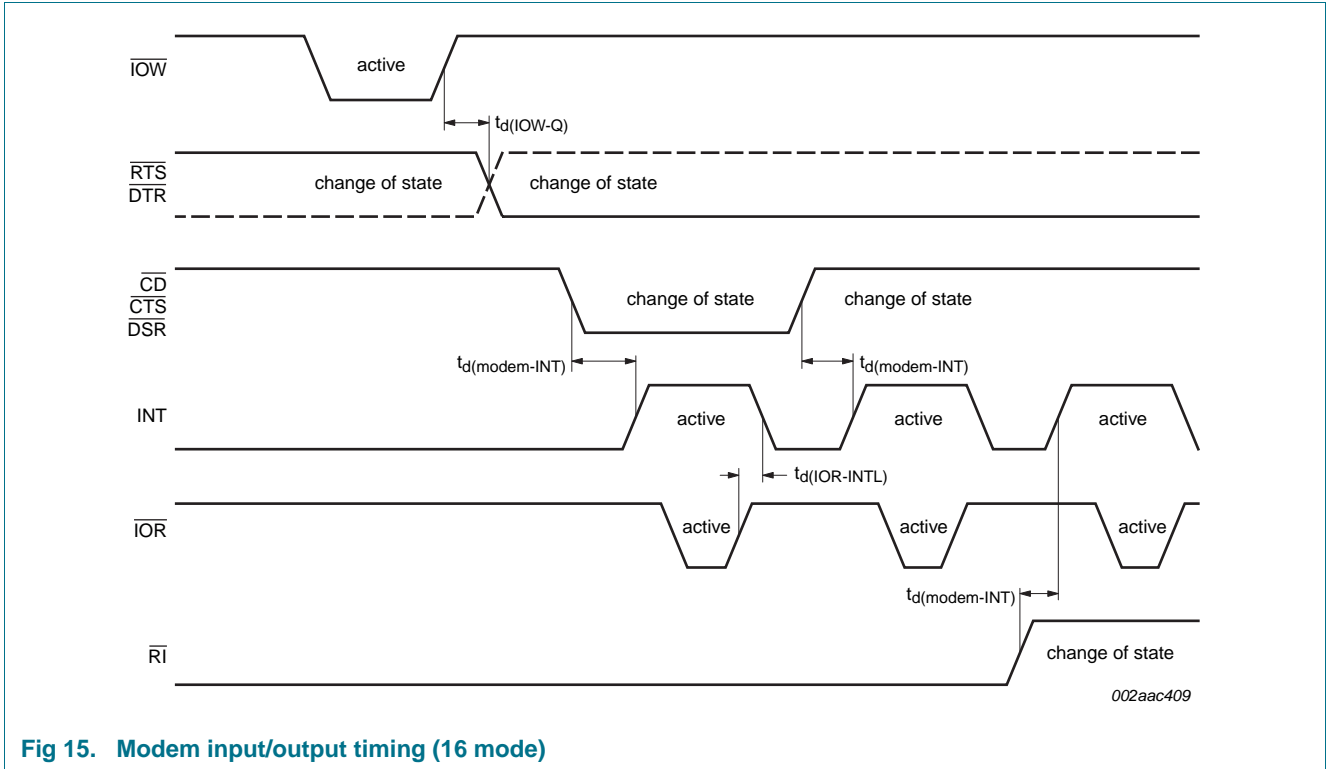 IOW
active
td(IOW-Q)
RTS
DTR
change of state
change of state
CD
CTS
DSR
change of state
change of state
td(modem-INT)
td(modem-INT)
INT
active
active
active
td(IOR-INTL)
IOR
active
active
active
td(modem-INT)
RI
change of state
002aac409
Fig 15. Modem input/output timing (16 mode)